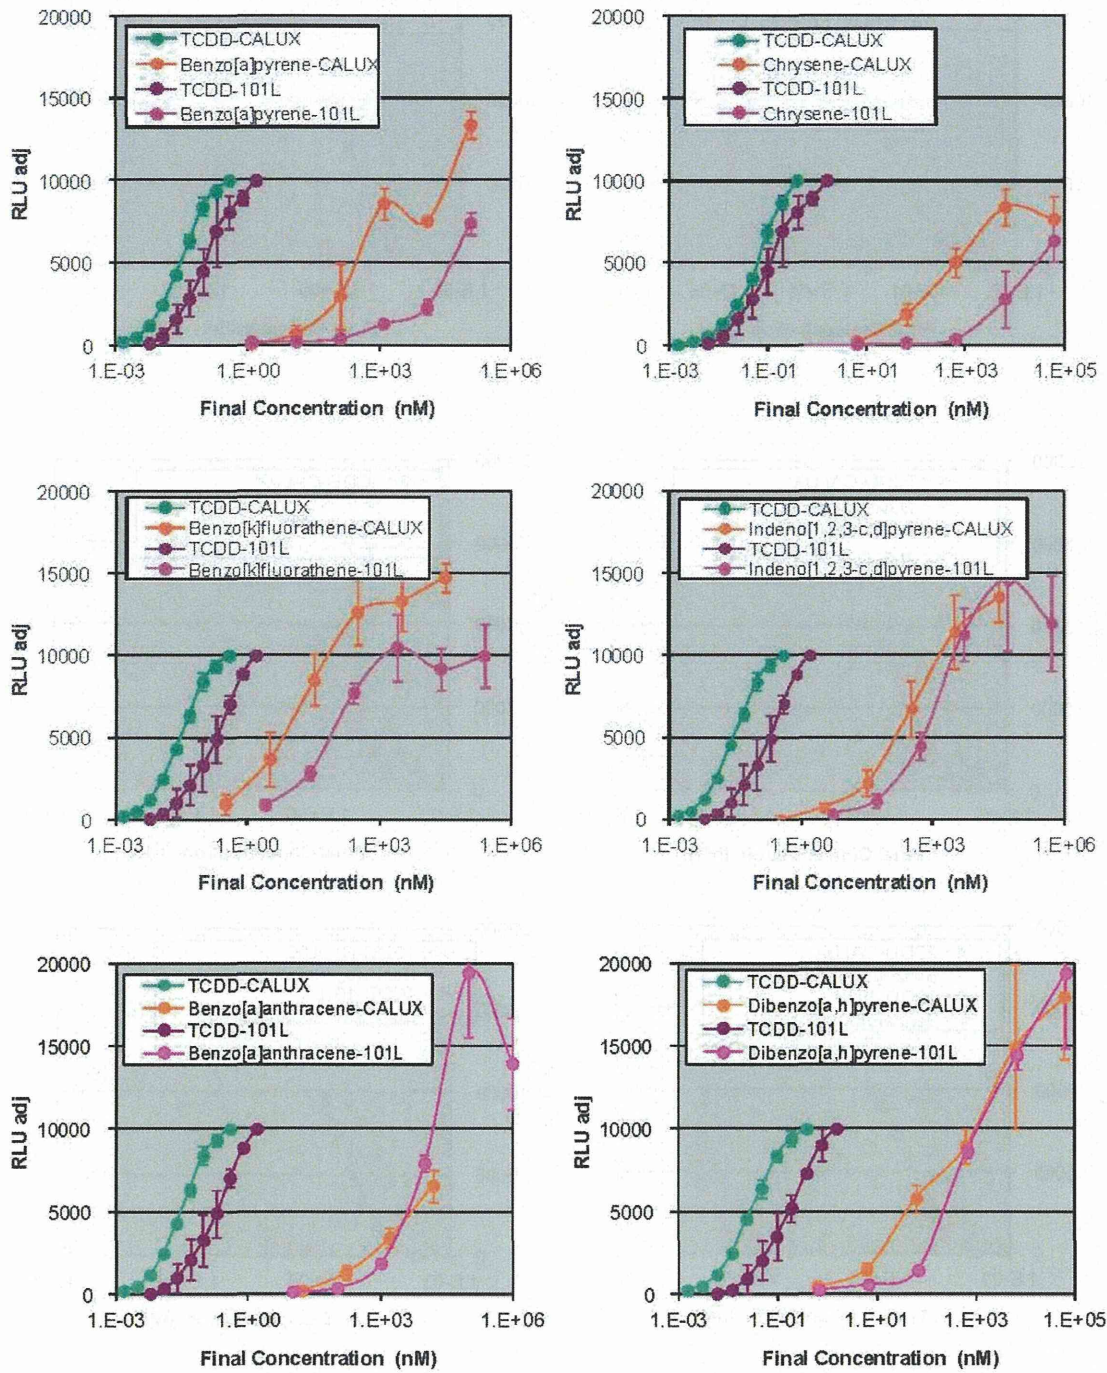 20000
TCDD-CALUX
Benzo[a]pyrene-CALUX
TCDD-101L
Benzo[a]pyrene-101L
15000
10000
5000
0
RLU adj
1.E-03 1.E+00 1.E+03 1.E+06
Final Concentration (nM)
20000
TCDD-CALUX
Chrysene-CALUX
TCDD-101L
Chrysene-101L
15000
10000
5000
0
RLU adj
1.E-03 1.E-01 1.E+01 1.E+03 1.E+05
Final Concentration (nM)
20000
TCDD-CALUX
Benzo[k]fluorathene-CALUX
TCDD-101L
Benzo[k]fluorathene-101L
15000
10000
5000
0
RLU adj
1.E-03 1.E+00 1.E+03 1.E+06
Final Concentration (nM)
20000
TCDD-CALUX
Indeno[1,2,3-c,d]pyrene-CALUX
TCDD-101L
Indeno[1,2,3-c,d]pyrene-101L
15000
10000
5000
0
RLU adj
1.E-03 1.E+00 1.E+03 1.E+06
Final Concentration (nM)
20000
TCDD-CALUX
Benzo[a]anthracene-CALUX
TCDD-101L
Benzo[a]anthracene-101L
15000
10000
5000
0
RLU adj
1.E-03 1.E+00 1.E+03 1.E+06
Final Concentration (nM)
20000
TCDD-CALUX
Dibenzo[a,h]pyrene-CALUX
TCDD-101L
Dibenzo[a,h]pyrene-101L
15000
10000
5000
0
RLU adj
1.E-03 1.E-01 1.E+01 1.E+03 1.E+05
Final Concentration (nM)